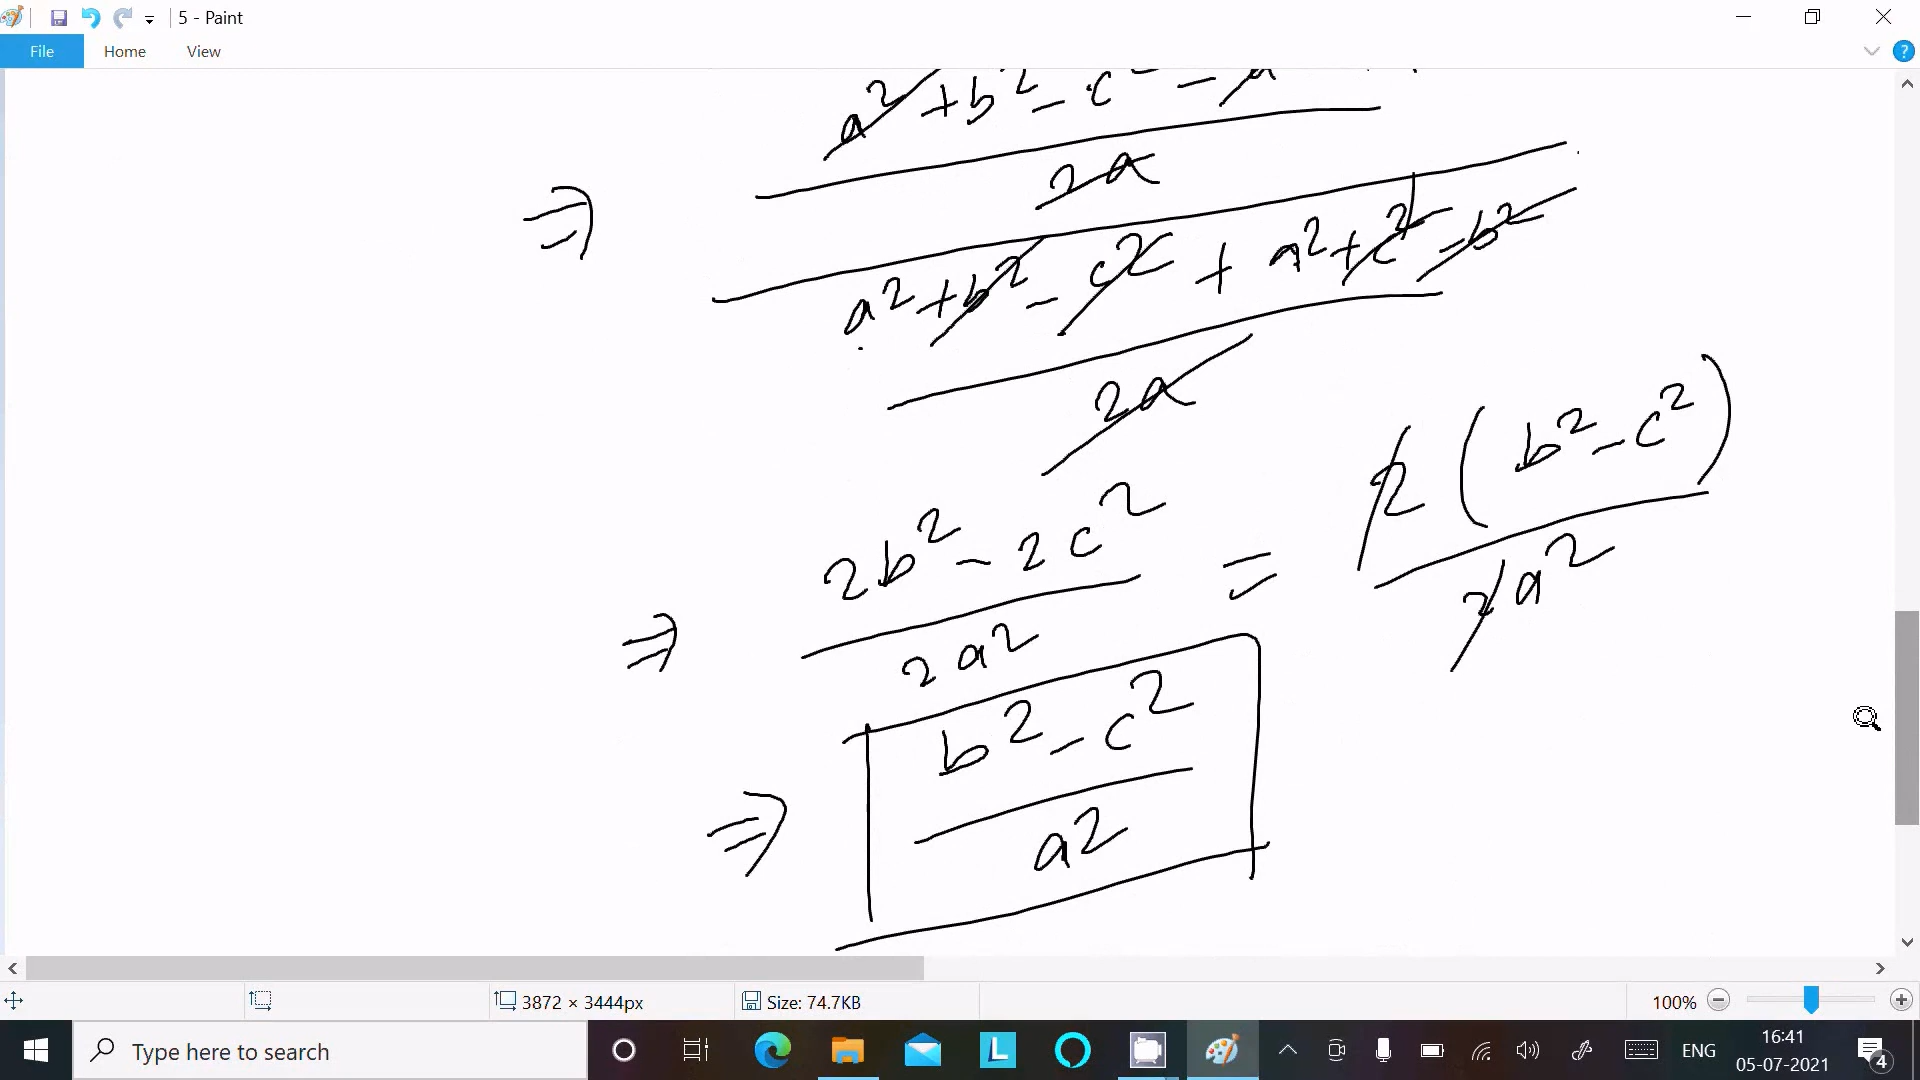 5 - Paint
File Home View
a² + b² - c² -
2a
⇒
a² + b² - c² + a² + c² - b²
2a
2b² - 2c² = 2 (b² - c²)
⇒
2a² 2a²
b² - c²
⇒
a²
3872 × 3444px Size: 74.7KB 100%
Type here to search
L
ENG
16:41
05-07-2021
4